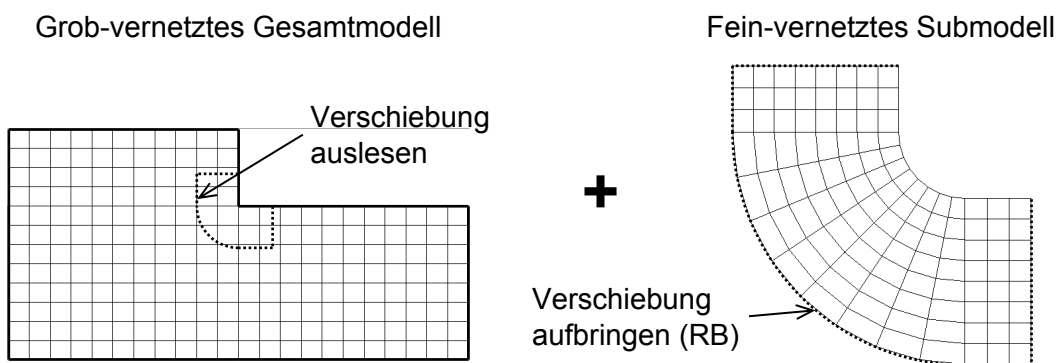 Grob-vernetztes Gesamtmodell
Fein-vernetztes Submodell
Verschiebung
auslesen
+
Verschiebung
aufbringen (RB)